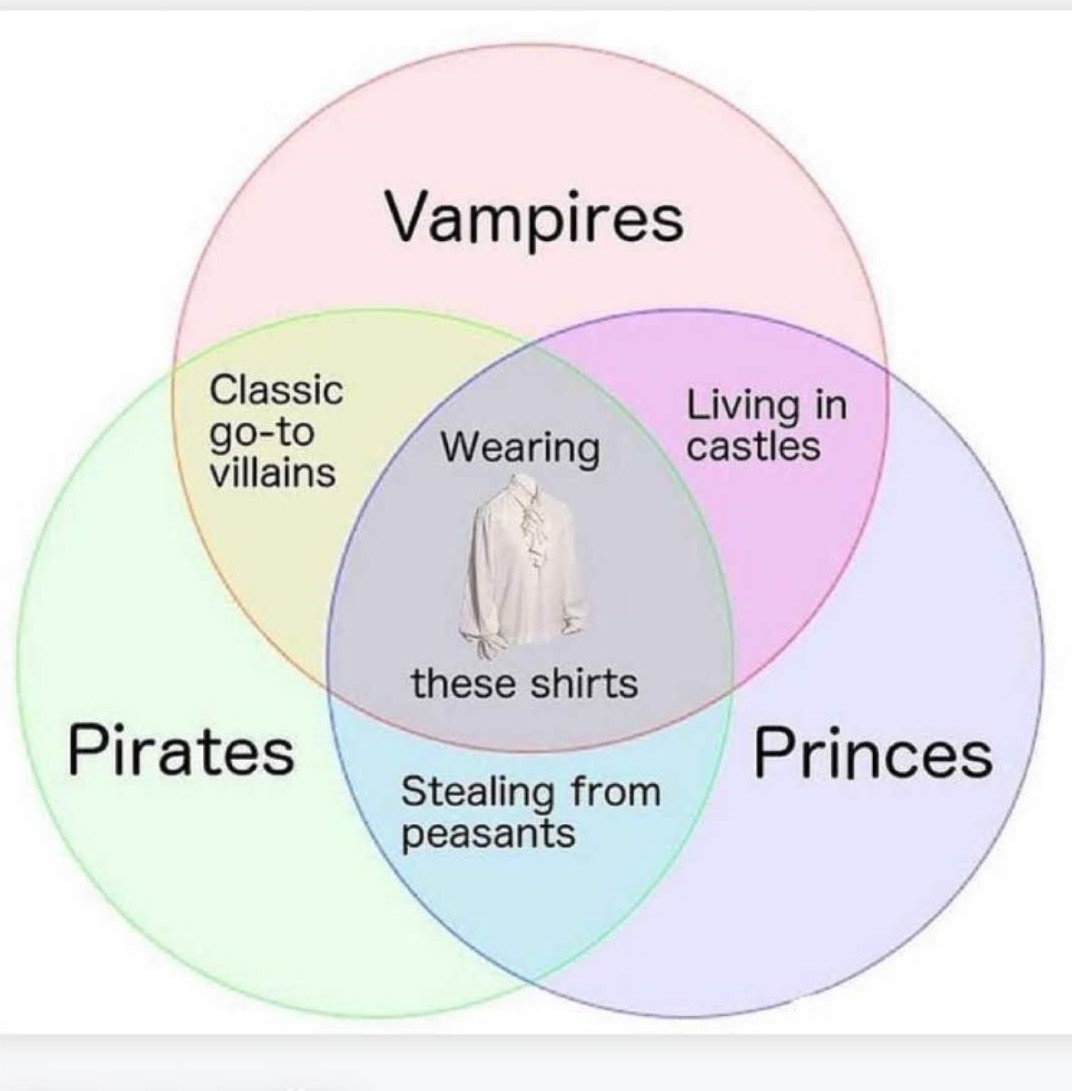 Vampires
Classic
go-to
villains
Living in
castles
Wearing
these shirts
Pirates
Princes
Stealing from
peasants